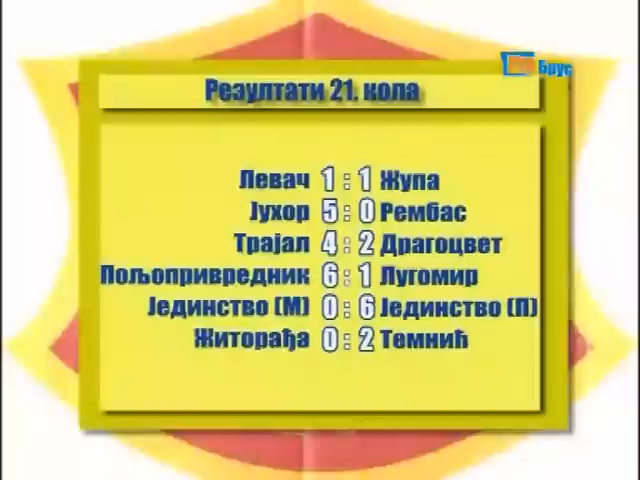 Брус
Резултати 21. кола
Левач 1 : 1 Жупа
Јухор 5 : 0 Рембас
Трајал 4 : 2 Драгоцвет
Пољопривредник 6 : 1 Лугомир
Јединство (М) 0 : 6 Јединство (П)
Житорађа 0 : 2 Темнић